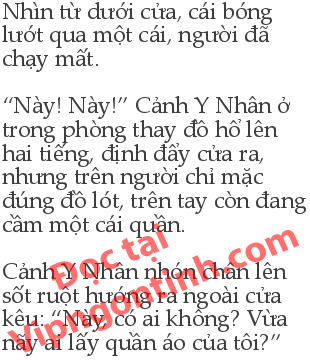 Nhìn từ dưới cửa, cái bóng
lướt qua một cái, người đã
chạy mất.
“Này! Này!” Cảnh Y Nhân ở
trong phòng thay đồ hổ lên
hai tiếng, định đẩy cửa ra,
nhưng trên người chỉ mặc
đúng đồ lót, trên tay còn đang
cầm một cái quần.
Đọc tại
Vipngontinh.com
Cảnh Y Nhân nhón chân lên
sốt ruột hướng ra ngoài cửa
kêu: “Này, có ai không? Vừa
nãy ai lấy quần áo của tôi?”